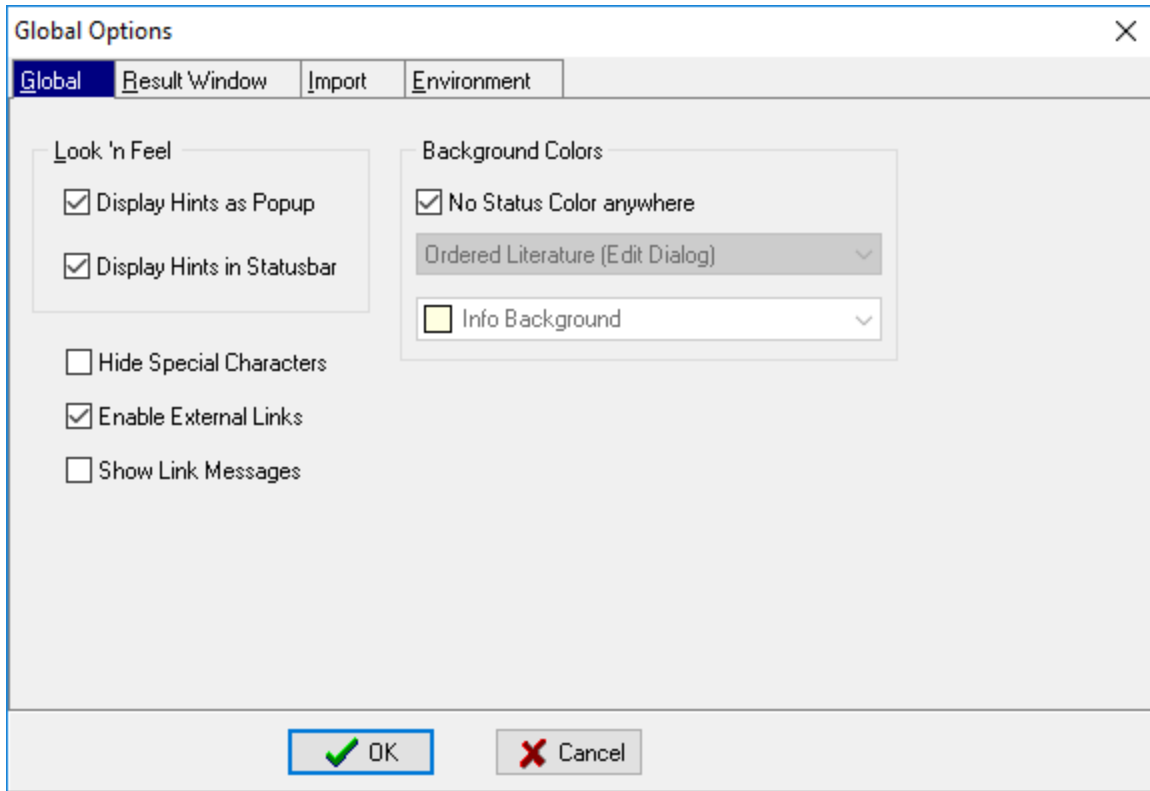 Global Options
Global
Result Window
Import
Environment
Look 'n Feel
Display Hints as Popup
Display Hints in Statusbar
Background Colors
No Status Color anywhere
Ordered Literature (Edit Dialog)
Info Background
Hide Special Characters
Enable External Links
Show Link Messages
OK
Cancel